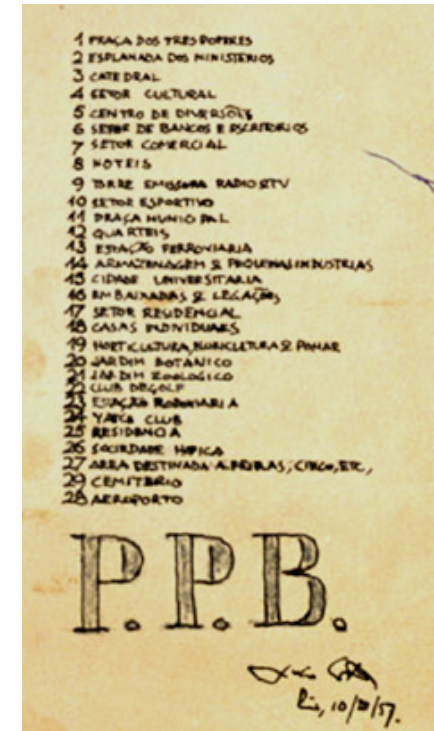 1 PRAÇA DOS TRES PODERES
2 ESPLANADA DOS MINISTERIOS
3 CATEDRAL
4 SETOR CULTURAL
5 CENTRO DE DIVERSÕES
6 SETOR DE BANCOS E ESCRITORIOS
7 SETOR COMERCIAL
8 HOTEIS
9 TORRE EMISSORA RADIO & TV
10 SETOR ESPORTIVO
11 PRAÇA MUNICIPAL
12 QUARTEIS
13 ESTAÇÃO FERROVIARIA
14 ARMAZENAGEM & PEQUENAS INDUSTRIAS
15 CIDADE UNIVERSITARIA
16 EMBAIXADAS & LEGAÇÕES
17 SETOR RESIDENCIAL
18 CASAS INDIVIDUAES
19 HORTICULTURA, FLORICULTURA & POMAR
20 JARDIM BOTANICO
21 JARDIM ZOOLOGICO
22 CLUB DE GOLF
23 ESTAÇÃO RODOVIARIA
24 YATCH CLUB
25 RESIDENCIA
26 SOCIEDADE HIPICA
27 AREA DESTINADA A FEIRAS, CIRCO, ETC,
29 CEMITERIO
28 AEROPORTO
P.P.B.
Rio, 10/ /57.